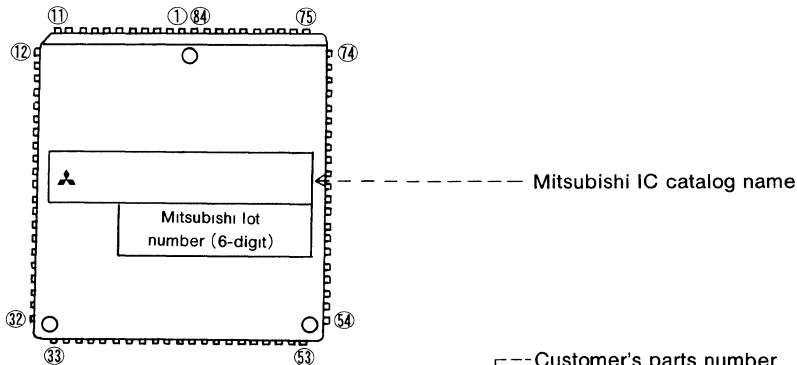 ⑪ ① 84 75
⑫ 74
Mitsubishi IC catalog name
Mitsubishi lot
number (6-digit)
32 54
33 53
Customer's parts number